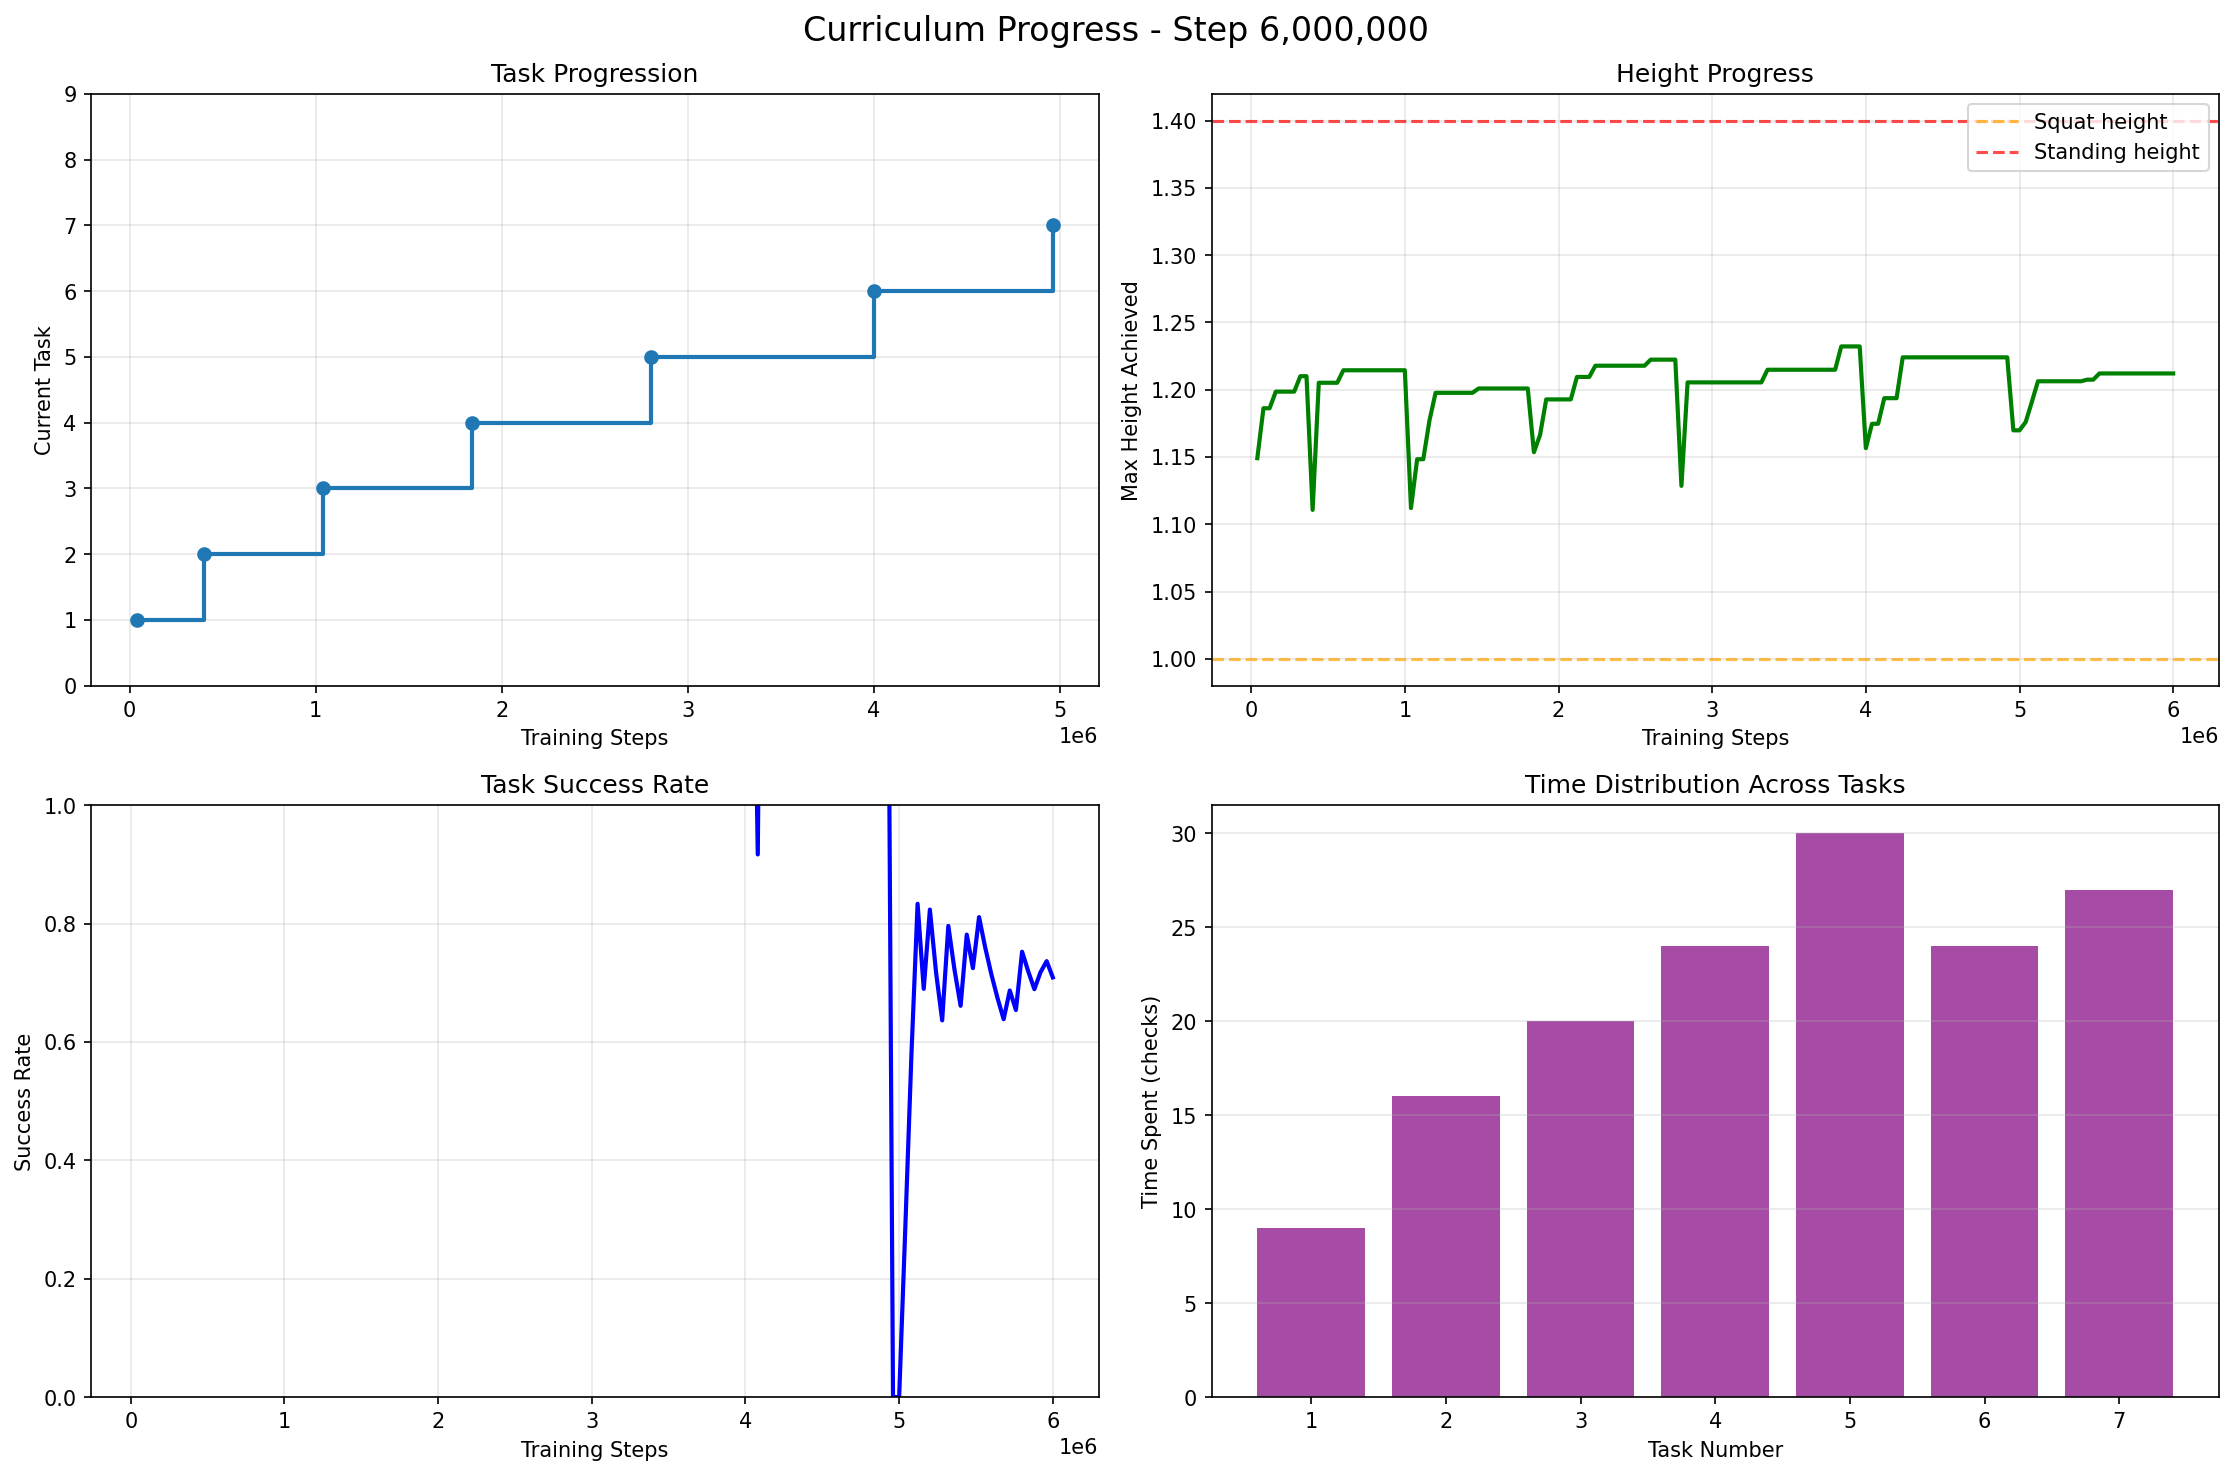 Curriculum Progress - Step 6,000,000
Task Progression
9
8
7
6
5
4
3
2
1
0
Current Task
0 1 2 3 4 5
1e6
Training Steps
Height Progress
Squat height
Standing height
1.40
1.35
1.30
1.25
1.20
1.15
1.10
1.05
1.00
Max Height Achieved
0 1 2 3 4 5 6
1e6
Training Steps
Task Success Rate
1.0
0.8
0.6
0.4
0.2
0.0
Success Rate
0 1 2 3 4 5 6
1e6
Training Steps
Time Distribution Across Tasks
30
25
20
15
10
5
0
Time Spent (checks)
1 2 3 4 5 6 7
Task Number